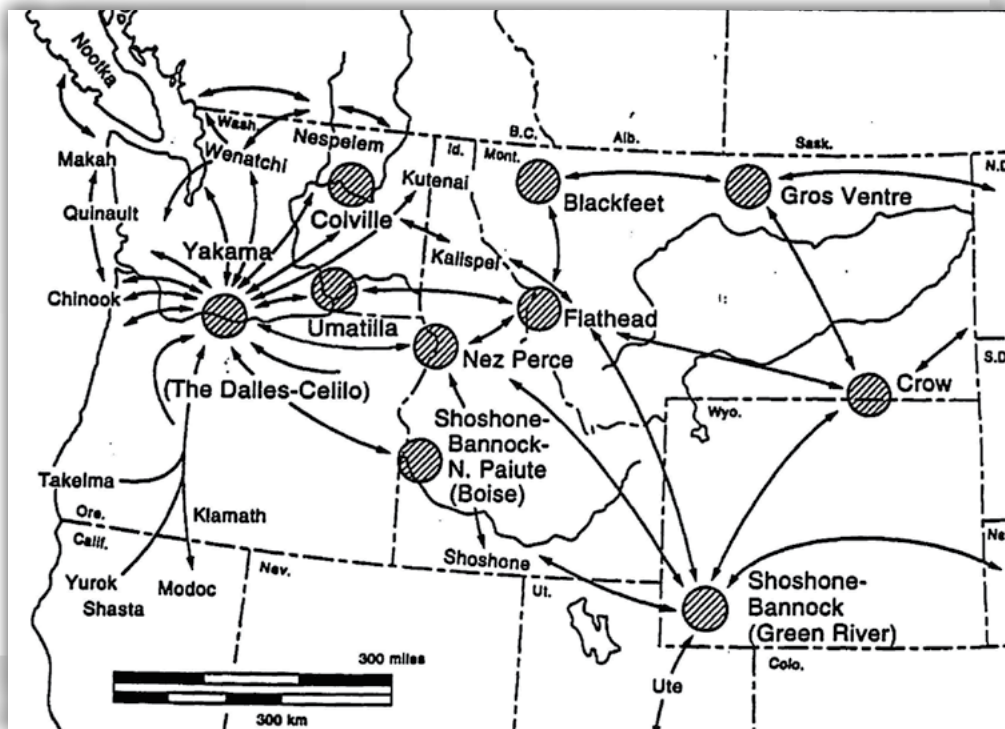 Nootka
Makah
Quinault
Chinook
Wash.
Wenatchi
Nespelem
Colville
Yakama
Umatilla
(The Dalles-Celilo)
Id.
Kutenai
Kalispel
B.C.
Mont.
Alb.
Sask.
N.D
Blackfeet
Gros Ventre
Flathead
Nez Perce
Crow
S.D
Wyo.
Shoshone-
Bannock-
N. Paiute
(Boise)
Takelma
Klamath
Ore.
Calif.
Yurok
Shasta
Modoc
Nev.
Shoshone
Ut.
Ne
Shoshone-
Bannock
(Green River)
Colo.
Ute
300 miles
300 km